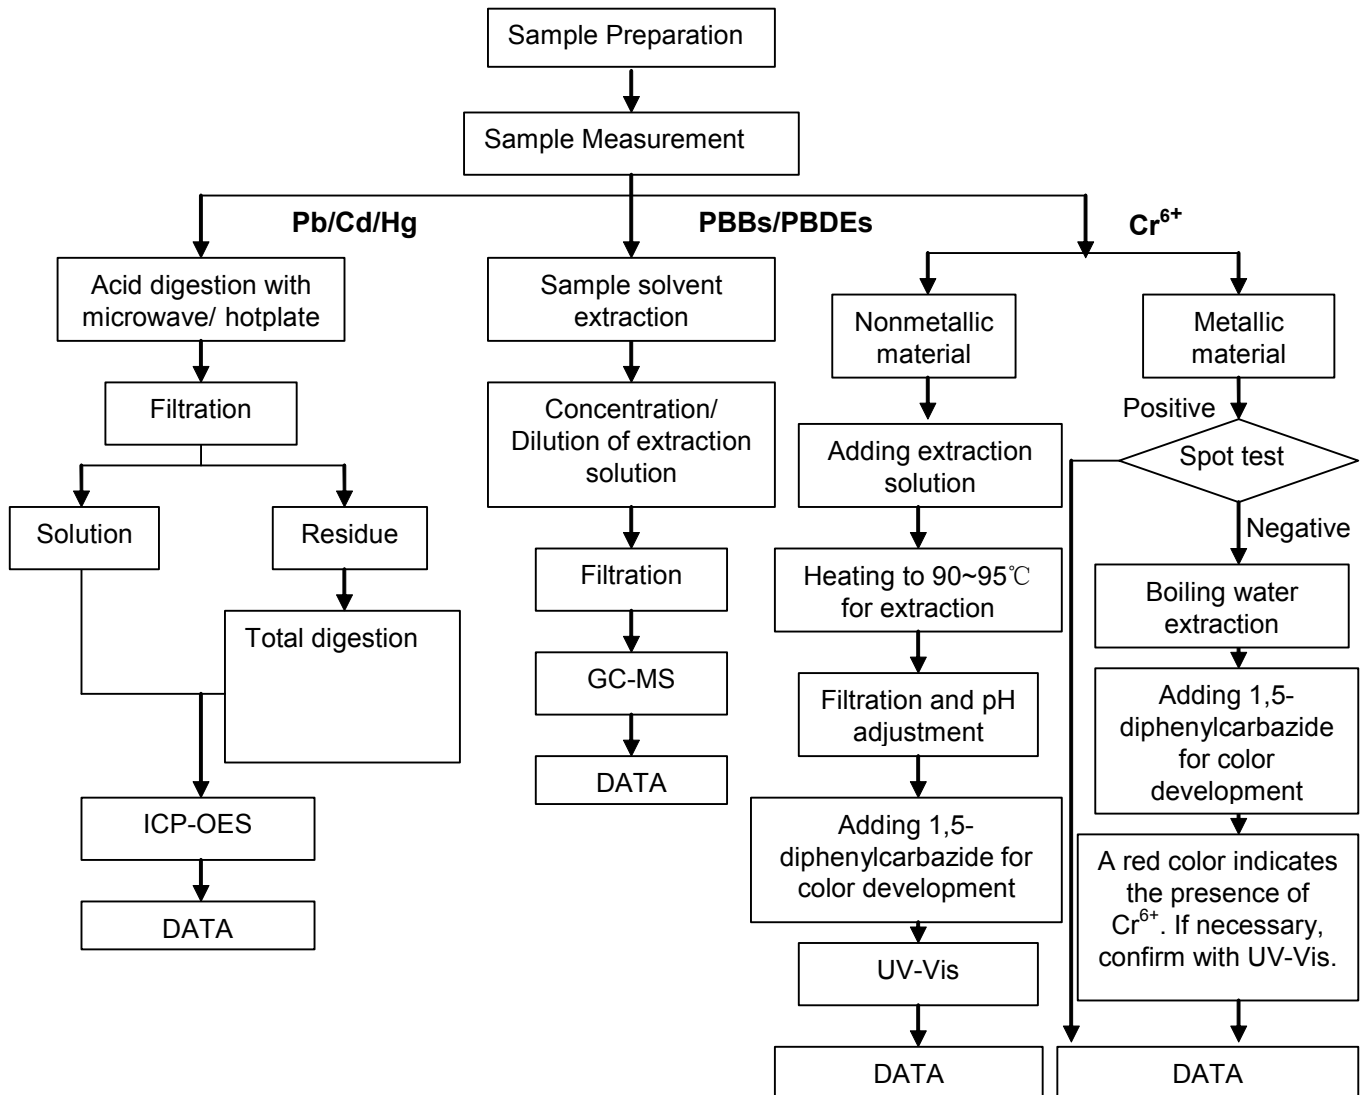 Sample Preparation
Sample Measurement
Pb/Cd/Hg
PBBs/PBDEs
Cr⁶⁺
Acid digestion with
microwave/ hotplate
Filtration
Solution
Residue
Total digestion
ICP-OES
DATA
Sample solvent
extraction
Concentration/
Dilution of extraction
solution
Filtration
GC-MS
DATA
Nonmetallic
material
Adding extraction
solution
Heating to 90~95℃
for extraction
Filtration and pH
adjustment
Adding 1,5-
diphenylcarbazide for
color development
UV-Vis
DATA
Metallic
material
Positive
Spot test
Negative
Boiling water
extraction
Adding 1,5-
diphenylcarbazide
for color
development
A red color indicates
the presence of
Cr⁶⁺. If necessary,
confirm with UV-Vis.
DATA